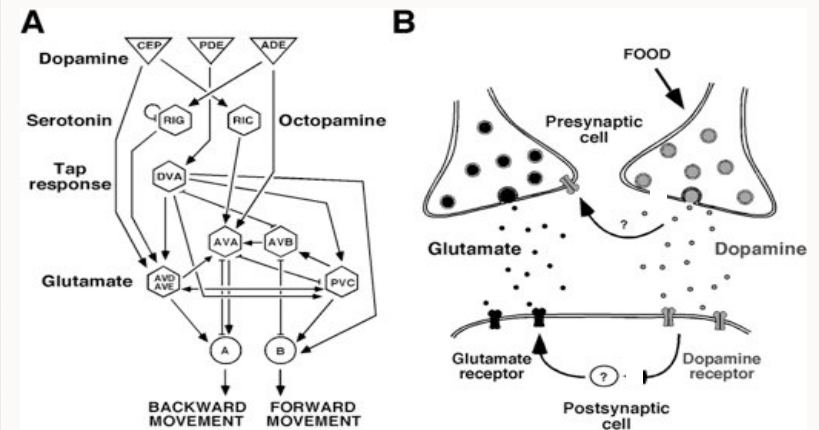 A
CEP
PDE
ADE
Dopamine
Serotonin
RIG
RIC
Octopamine
Tap
response
DVA
AVA
AVB
Glutamate
AVD
AVE
PVC
A
B
BACKWARD
MOVEMENT
FORWARD
MOVEMENT
B
FOOD
Presynaptic
cell
?
Glutamate
Dopamine
Glutamate
receptor
?
Dopamine
receptor
Postsynaptic
cell